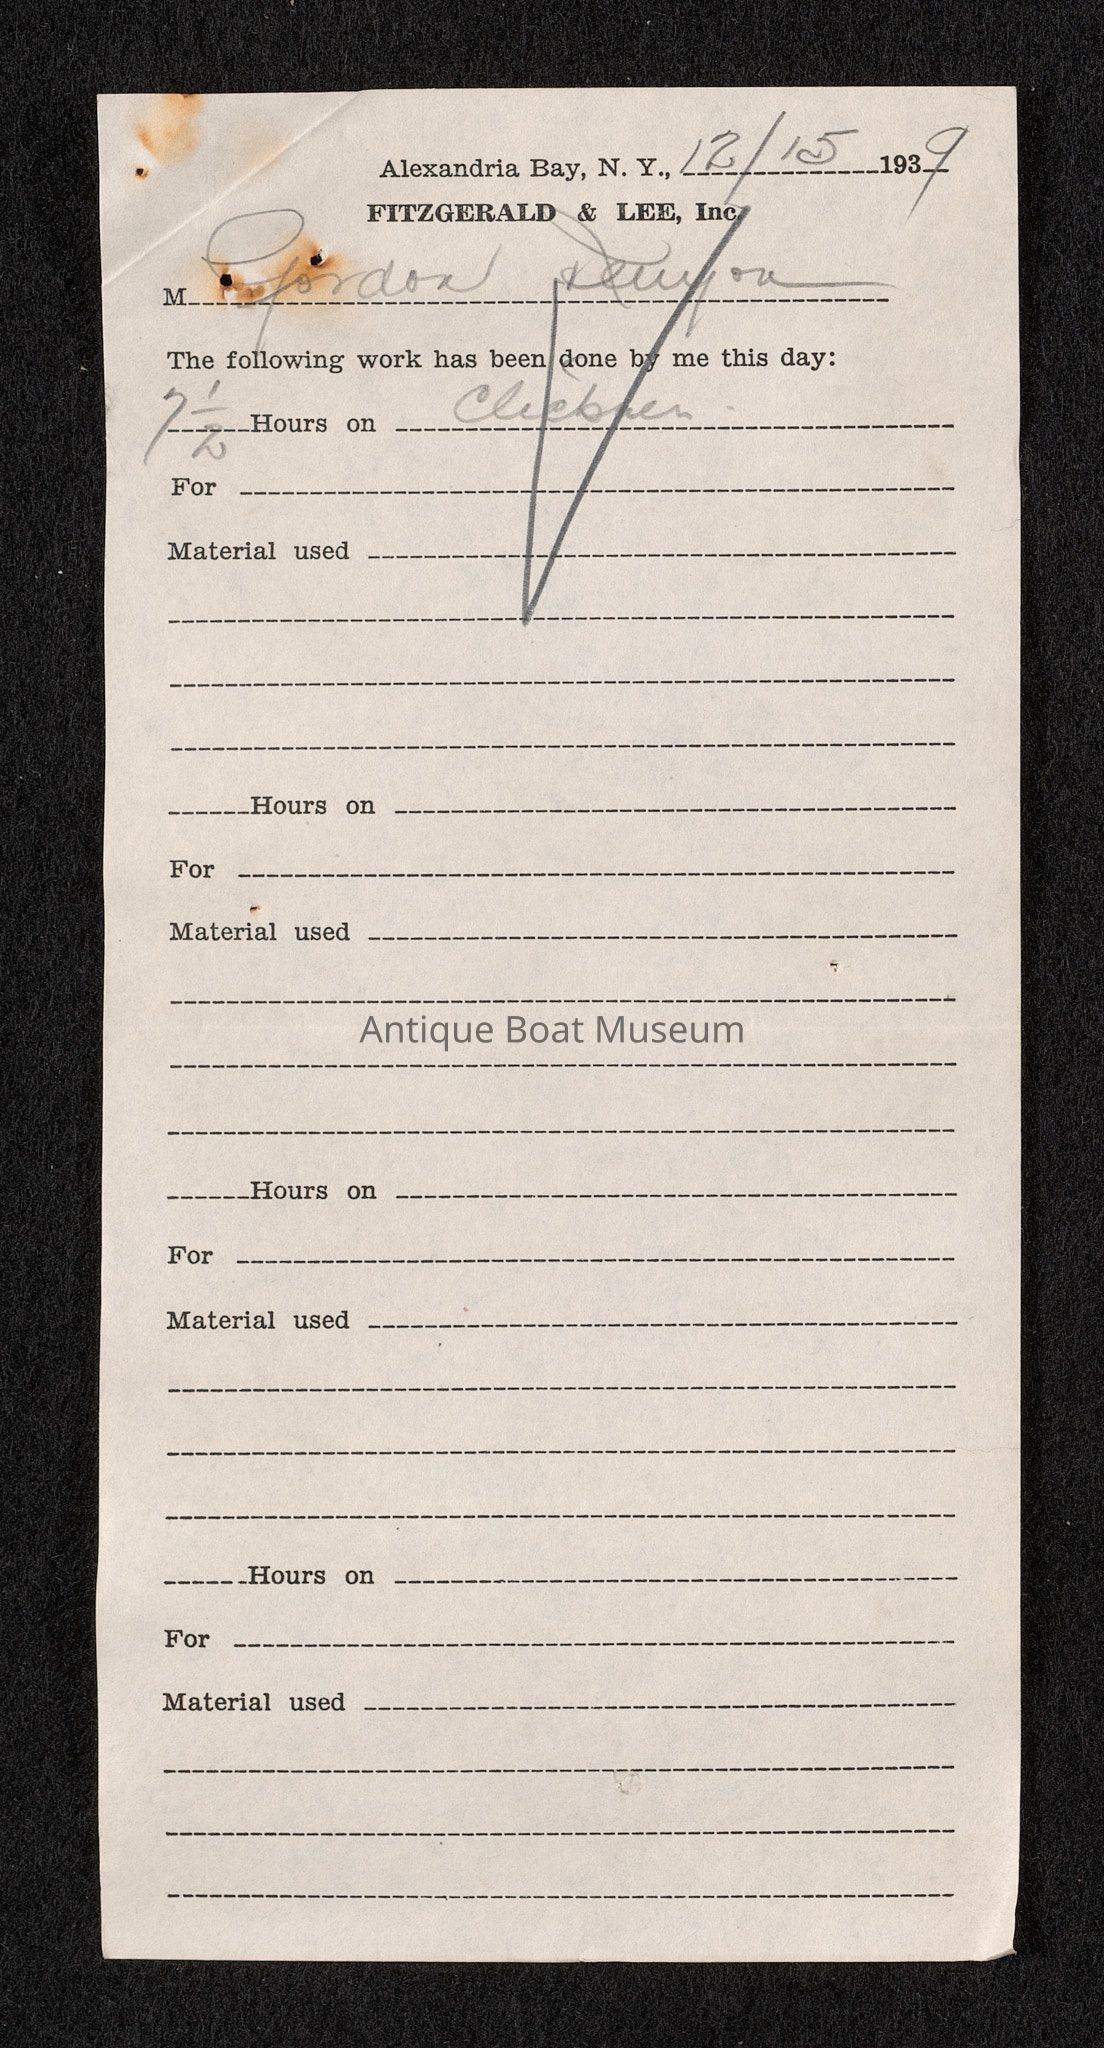 Alexandria Bay, N. Y., 12/15 1939
FITZGERALD & LEE, Inc.
M Gordon Kenyon
The following work has been done by me this day:
7 1/2 Hours on
For
Material used
Hours on
For
Material used
Antique Boat Museum
Hours on
For
Material used
Hours on
For
Material used